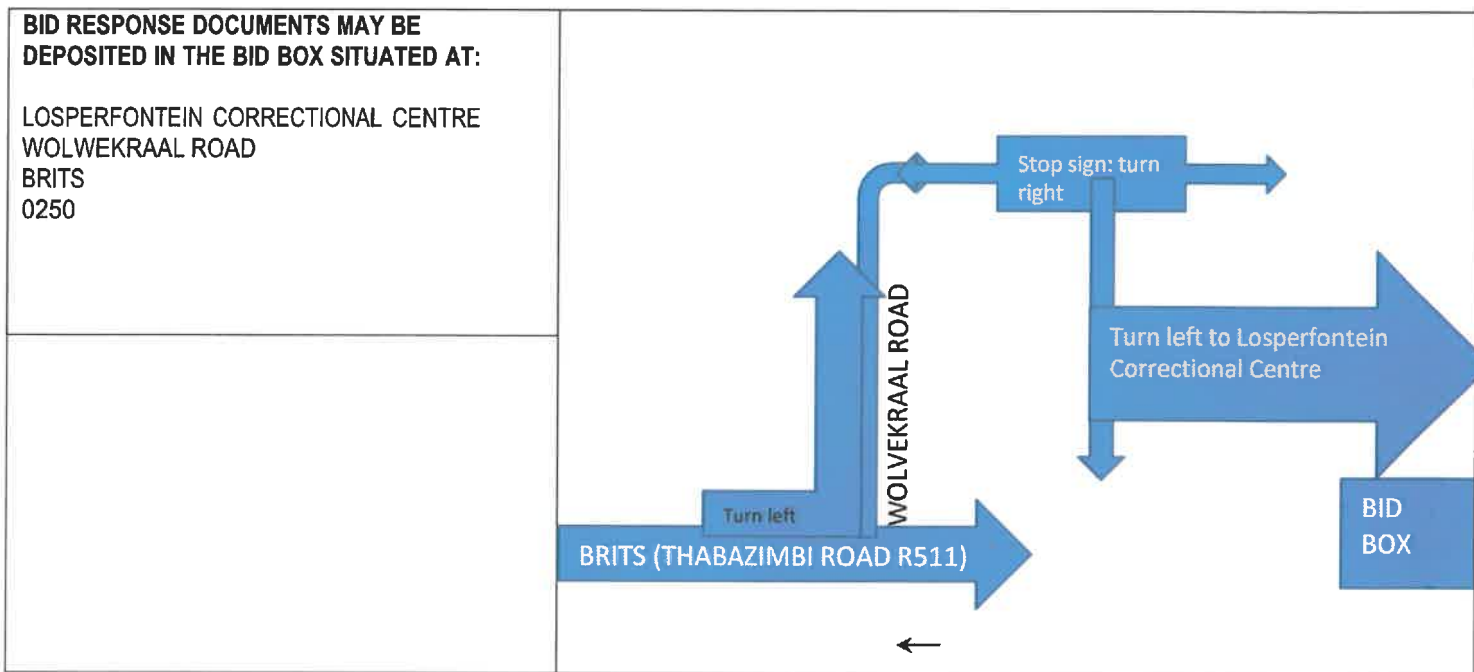 BID RESPONSE DOCUMENTS MAY BE
DEPOSITED IN THE BID BOX SITUATED AT:
LOSPERFONTEIN CORRECTIONAL CENTRE
WOLWEKRAAL ROAD
BRITS
0250
Stop sign: turn
right
WOLVEKRAAL ROAD
Turn left to Losperfontein
Correctional Centre
Turn left
BRITS (THABAZIMBI ROAD R511)
BID
BOX